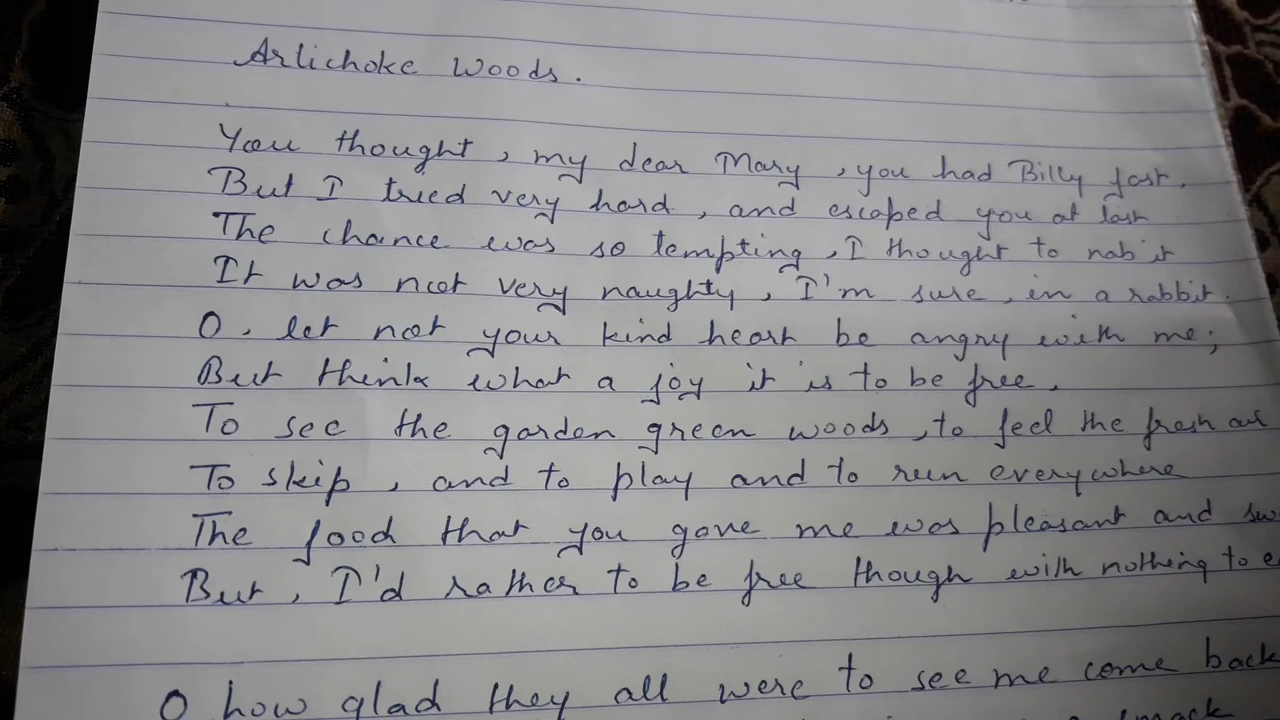 Artichoke Woods.
You thought, my dear Mary, you had Billy fast.
But I tried very hard, and escaped you at last
The chance was so tempting, I thought to nab it
It was not very naughty, I'm sure, in a rabbit.
O, let not your kind heart be angry with me;
But think what a joy it is to be free.
To see the garden green woods, to feel the fresh air
To skip, and to play and to run everywhere
The food that you gave me was pleasant and
But, I'd rather to be free though with nothing to
O how glad they all were to see me come back
smack